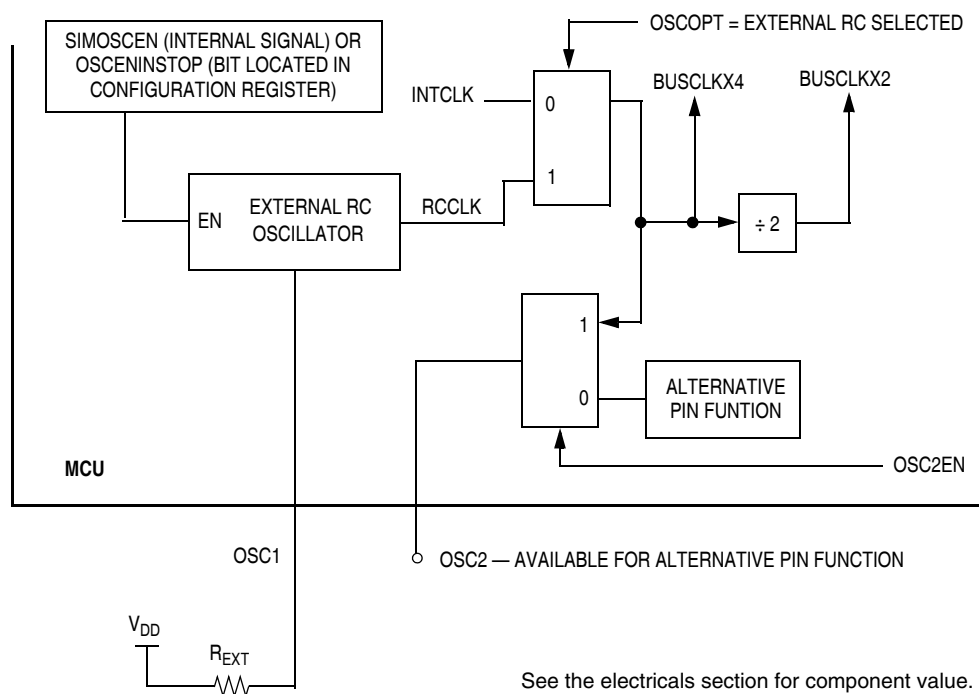 OSCOPT = EXTERNAL RC SELECTED
SIMOSCEN (INTERNAL SIGNAL) OR
OSCENINSTOP (BIT LOCATED IN
CONFIGURATION REGISTER)
BUSCLKX4
BUSCLKX2
INTCLK
0
1
EN
EXTERNAL RC
OSCILLATOR
RCCLK
÷ 2
1
0
ALTERNATIVE
PIN FUNTION
MCU
OSC2EN
OSC1
OSC2 — AVAILABLE FOR ALTERNATIVE PIN FUNCTION
VDD
REXT
See the electricals section for component value.